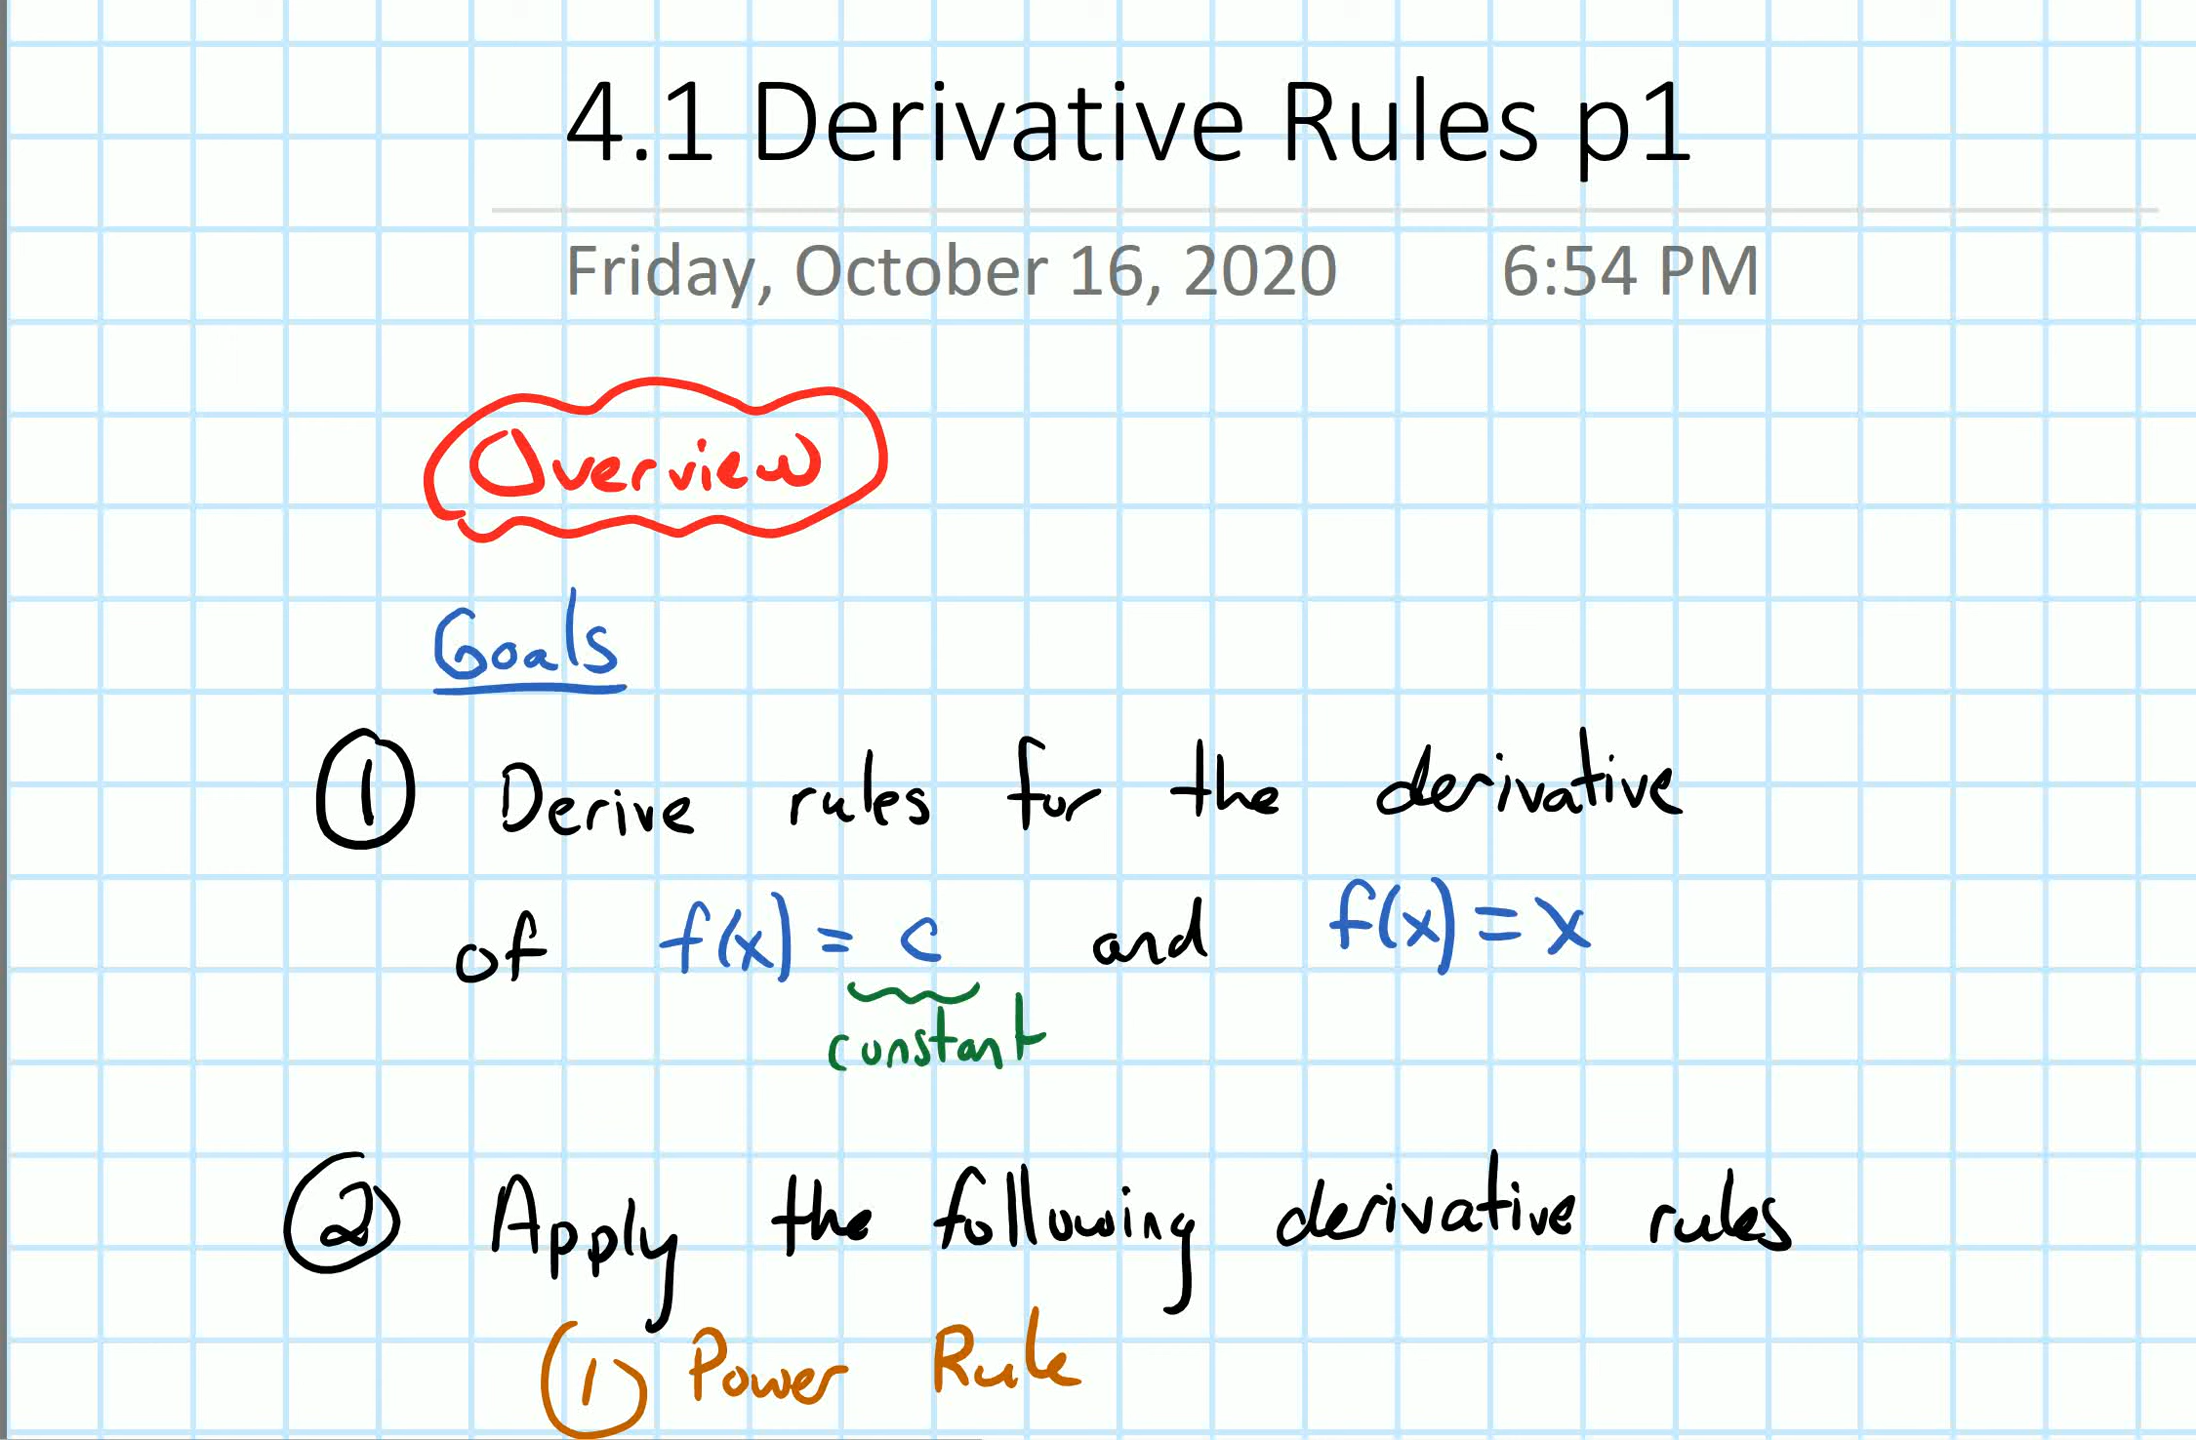 4.1 Derivative Rules p1
Friday, October 16, 2020 6:54 PM
Overview
Goals
① Derive rules for the derivative
of f(x) = c and f(x) = x
constant
② Apply the following derivative rules
① Power Rule